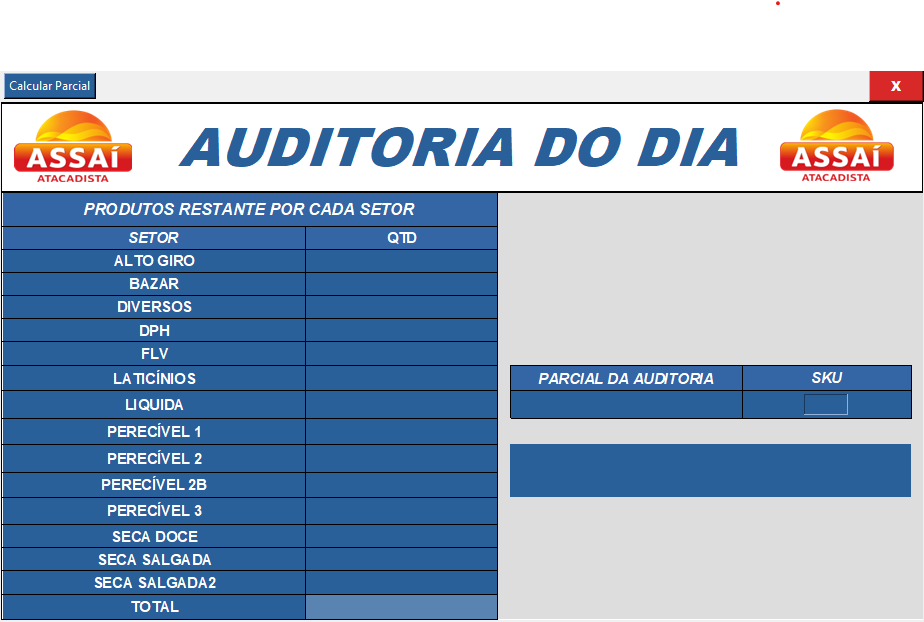 Calcular Parcial
X
ASSAÍ
ATACADISTA
AUDITORIA DO DIA
ASSAÍ
ATACADISTA
PRODUTOS RESTANTE POR CADA SETOR
SETOR QTD
ALTO GIRO
BAZAR
DIVERSOS
DPH
FLV
LATICÍNIOS
LIQUIDA
PERECÍVEL 1
PERECÍVEL 2
PERECÍVEL 2B
PERECÍVEL 3
SECA DOCE
SECA SALGADA
SECA SALGADA2
TOTAL
PARCIAL DA AUDITORIA SKU